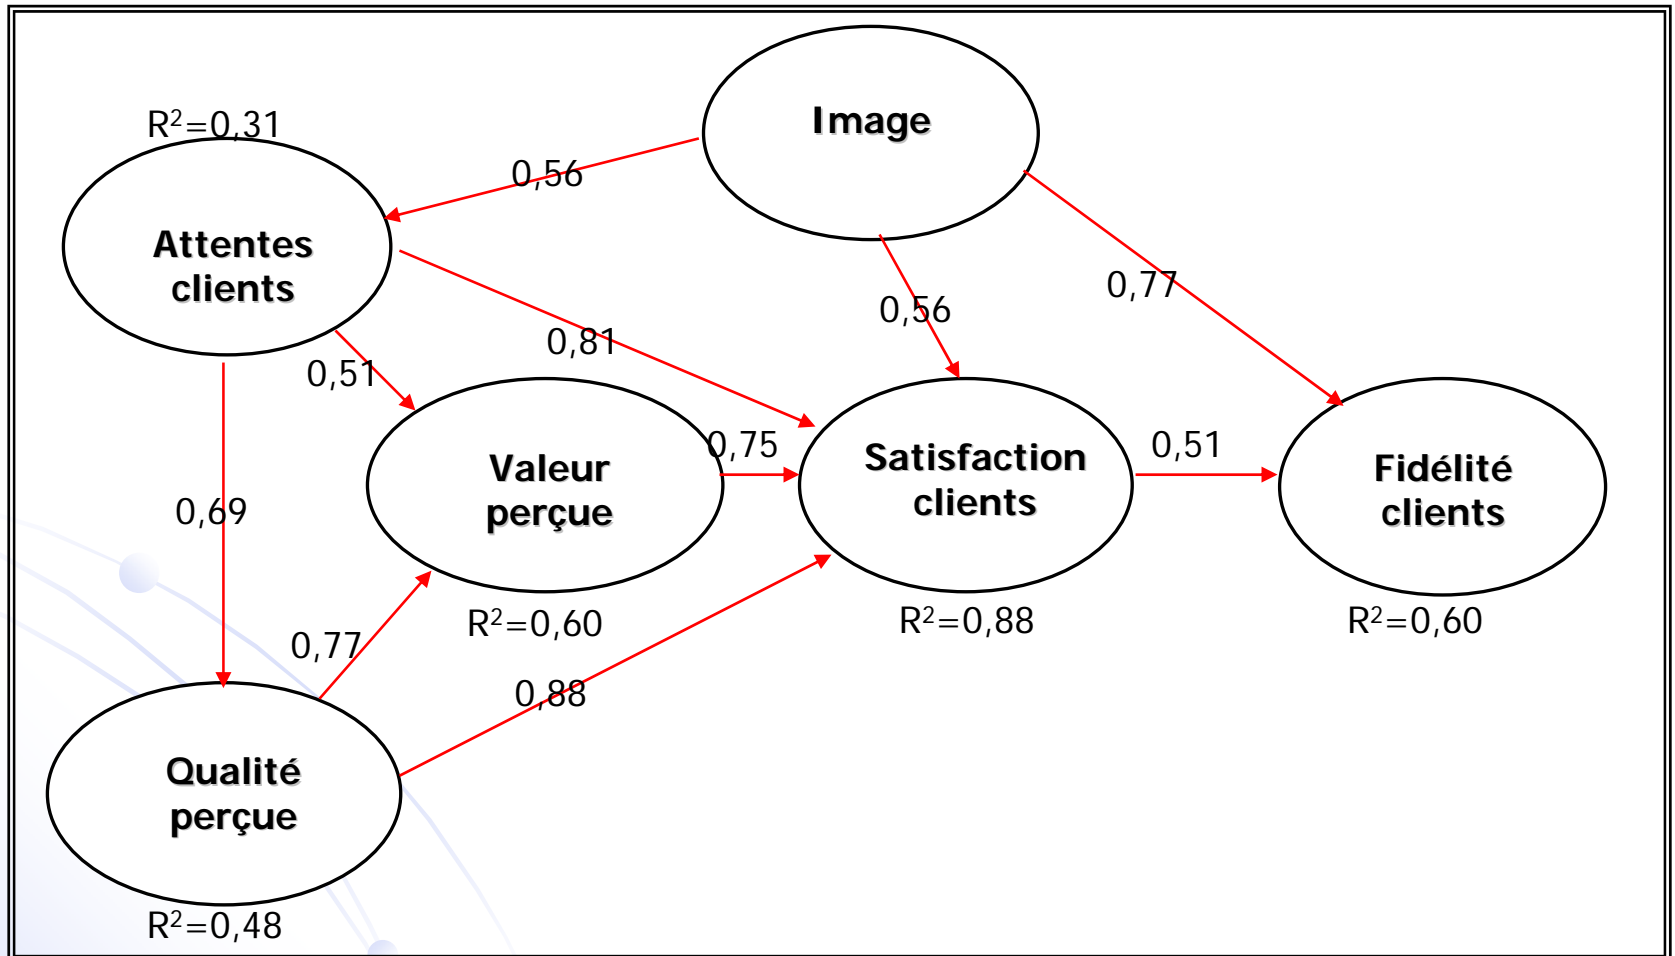 Image
R²=0,31
0,56
Attentes
clients
0,56
0,77
0,81
0,51
0,75
0,51
Valeur
perçue
Satisfaction
clients
Fidélité
clients
0,69
R²=0,60
R²=0,88
R²=0,60
0,77
0,88
Qualité
perçue
R²=0,48